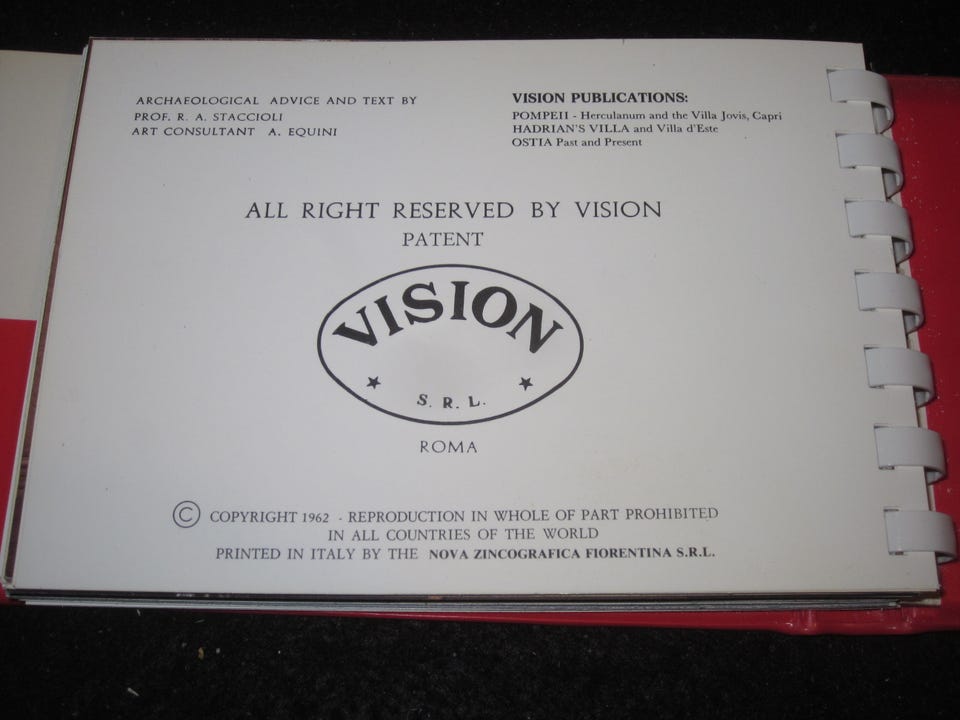 ARCHAEOLOGICAL ADVICE AND TEXT BY
PROF. R. A. STACCIOLI
ART CONSULTANT A. EQUINI
VISION PUBLICATIONS:
POMPEII - Herculanum and the Villa Jovis, Capri
HADRIAN'S VILLA and Villa d'Este
OSTIA Past and Present
ALL RIGHT RESERVED BY VISION
PATENT
VISION
S. R. L.
ROMA
© COPYRIGHT 1962 - REPRODUCTION IN WHOLE OF PART PROHIBITED
IN ALL COUNTRIES OF THE WORLD
PRINTED IN ITALY BY THE NOVA ZINCOGRAFICA FIORENTINA S.R.L.